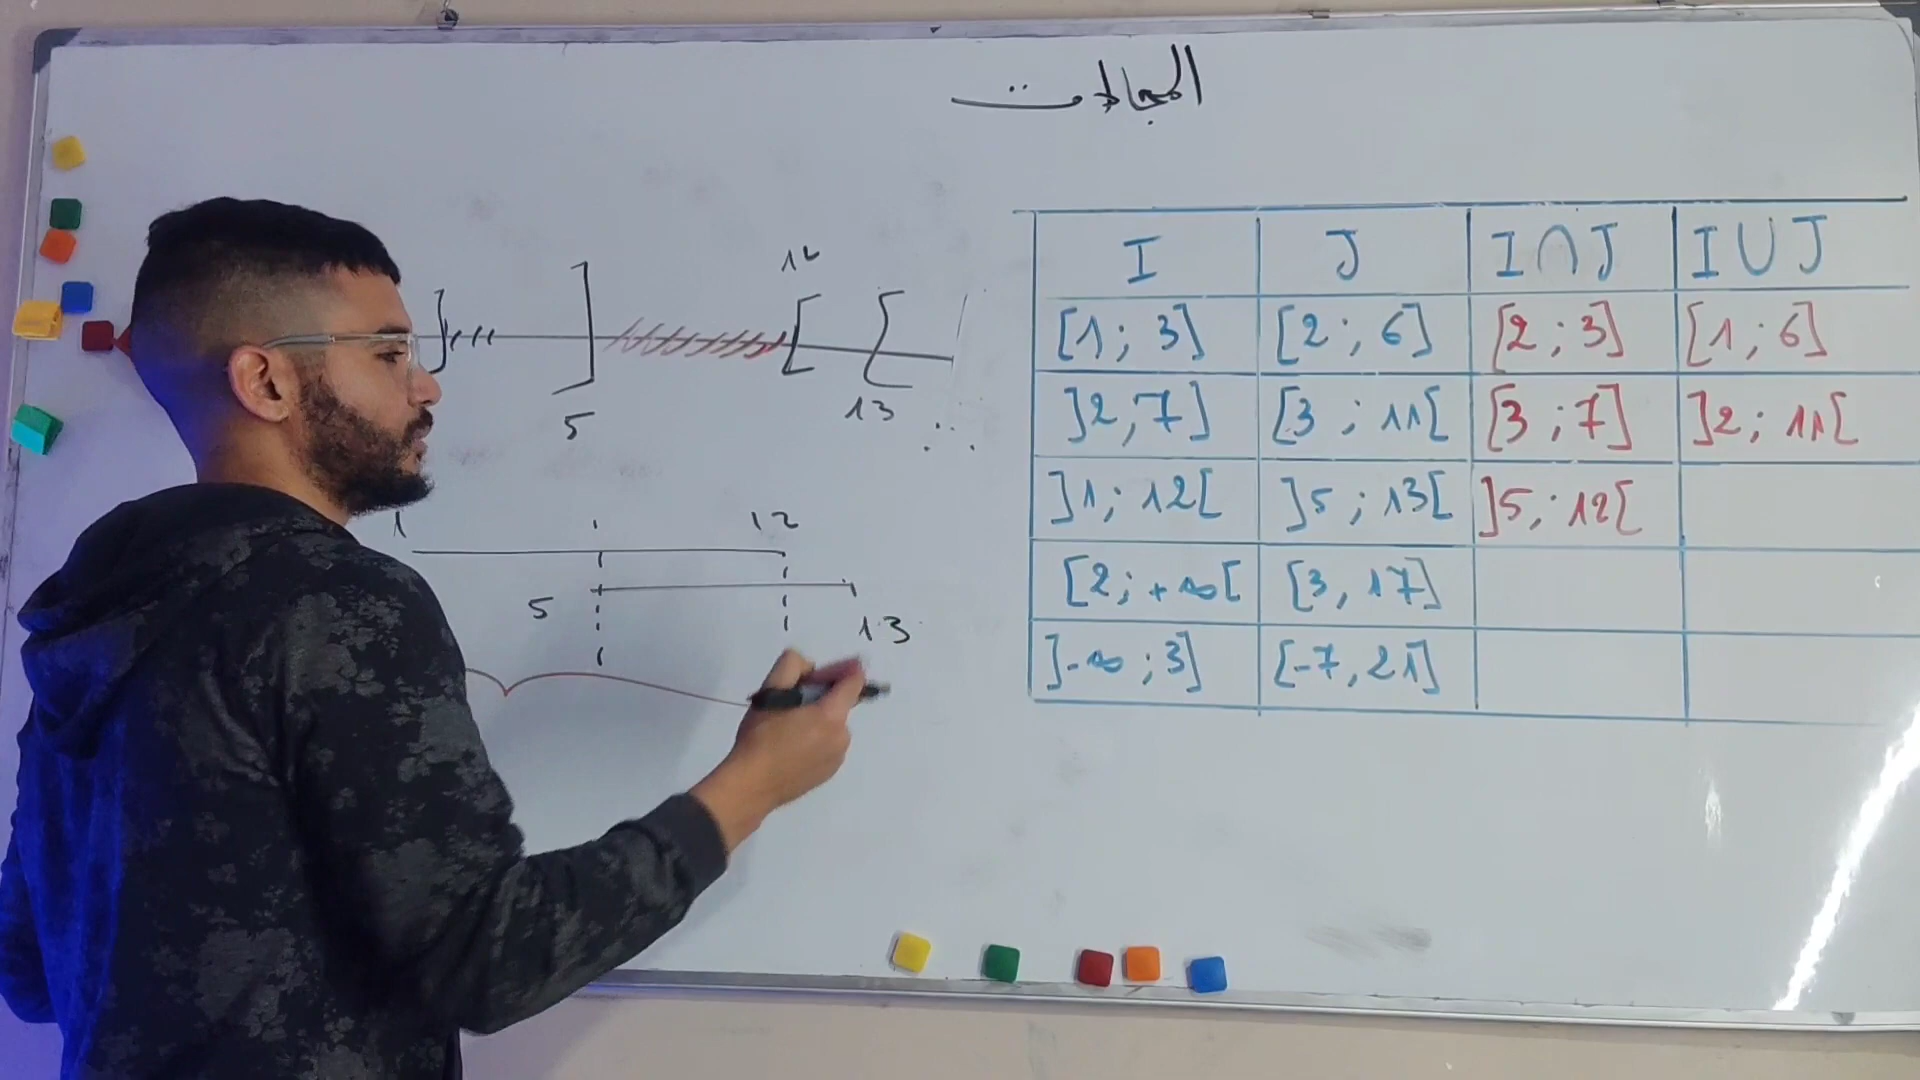 المجالات
12
5
13
1
12
5
13
I J I ∩ J I ∪ J
[1 ; 3] [2 ; 6] [2 ; 3] [1 ; 6]
]2, 7] [3 ; 11[ [3 ; 7] ]2 ; 11[
]1 ; 12[ ]5 ; 13[ ]5 ; 12[
[2 ; +∞[ [3, 17]
]-∞ ; 3] [-7, 21]